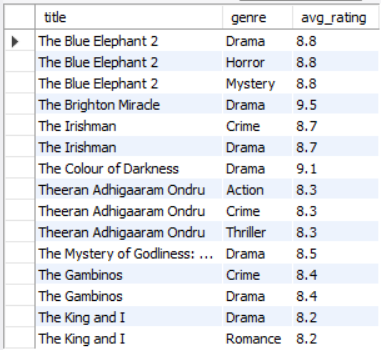 title genre avg_rating
The Blue Elephant 2 Drama 8.8
The Blue Elephant 2 Horror 8.8
The Blue Elephant 2 Mystery 8.8
The Brighton Miracle Drama 9.5
The Irishman Crime 8.7
The Irishman Drama 8.7
The Colour of Darkness Drama 9.1
Theeran Adhigaaram Ondru Action 8.3
Theeran Adhigaaram Ondru Crime 8.3
Theeran Adhigaaram Ondru Thriller 8.3
The Mystery of Godliness: ... Drama 8.5
The Gambinos Crime 8.4
The Gambinos Drama 8.4
The King and I Drama 8.2
The King and I Romance 8.2